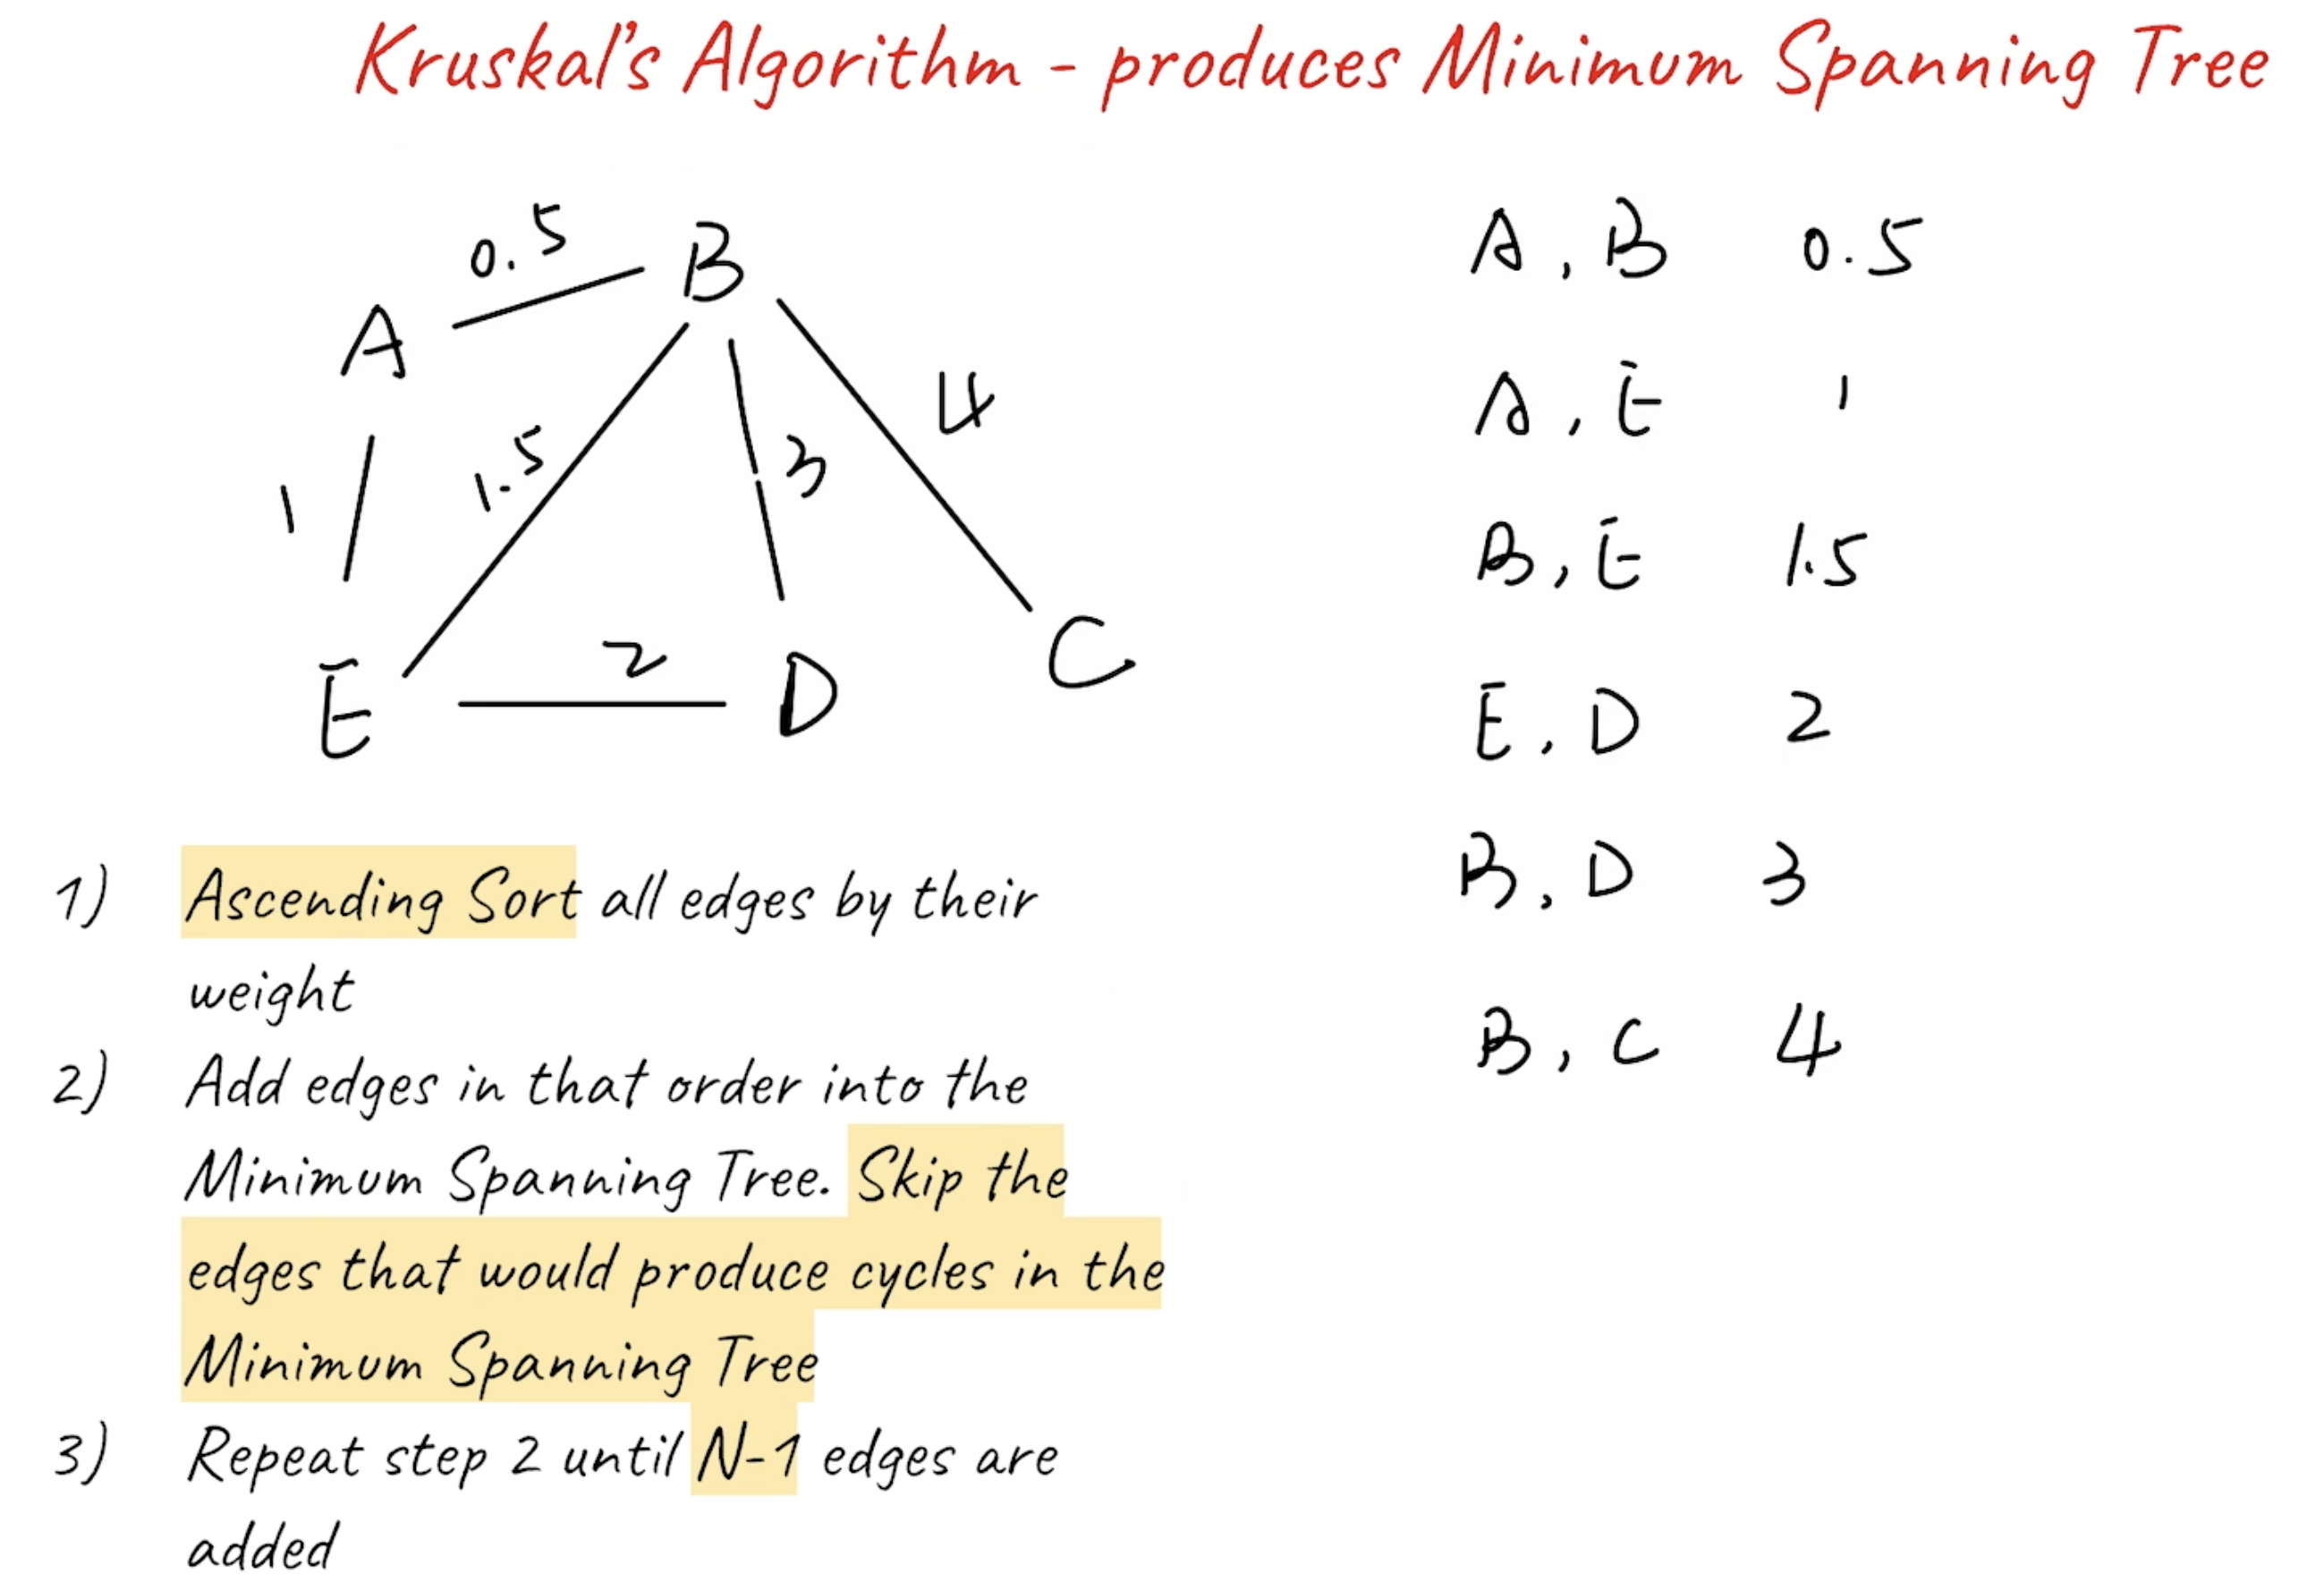 Kruskal's Algorithm - produces Minimum Spanning Tree
0.5
B
A
4
1
1.5
3
2
C
E
D
A, B 0.5
A, E 1
B, E 1.5
E, D 2
B, D 3
B, C 4
1) Ascending Sort all edges by their
weight
2) Add edges in that order into the
Minimum Spanning Tree. Skip the
edges that would produce cycles in the
Minimum Spanning Tree
3) Repeat step 2 until N-1 edges are
added